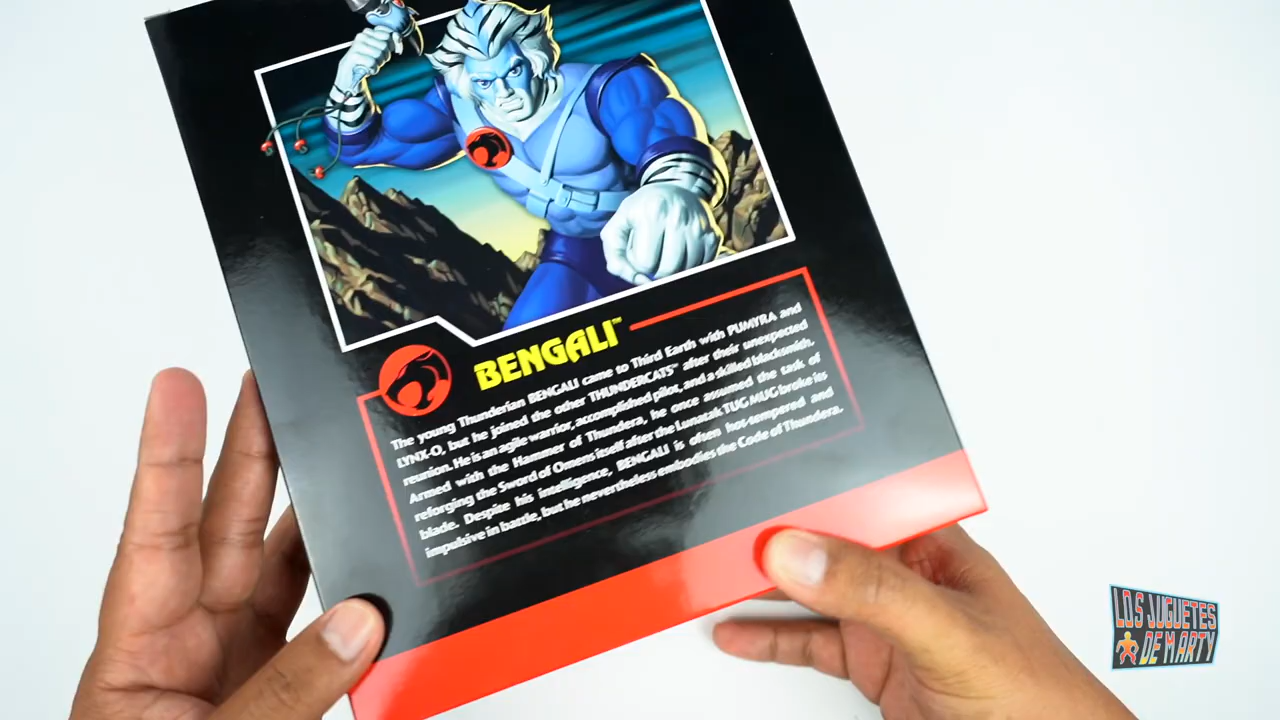 BENGALI™
The young Thunderian BENGALI came to Third Earth with PUMYRA and
LYNX-O, but he joined the other THUNDERCATS™ after their unexpected
reunion. He is an agile warrior, accomplished pilot, and a skilled blacksmith.
Armed with the Hammer of Thundera, he once assumed the task of
reforging the Sword of Omens itself after the Lunatak TUG MUG broke its
blade. Despite his intelligence, BENGALI is often hot-tempered and
impulsive in battle, but he nevertheless embodies the Code of Thundera.
LOS JUGUETES
DE MARTY